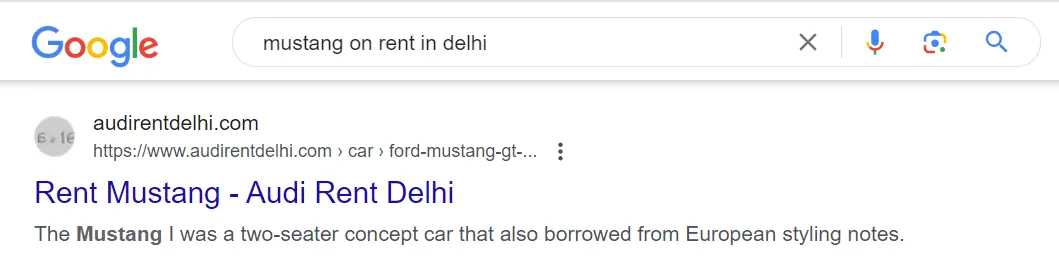 Google
mustang on rent in delhi
audirentdelhi.com
https://www.audirentdelhi.com › car › ford-mustang-gt-...
Rent Mustang - Audi Rent Delhi
The Mustang I was a two-seater concept car that also borrowed from European styling notes.